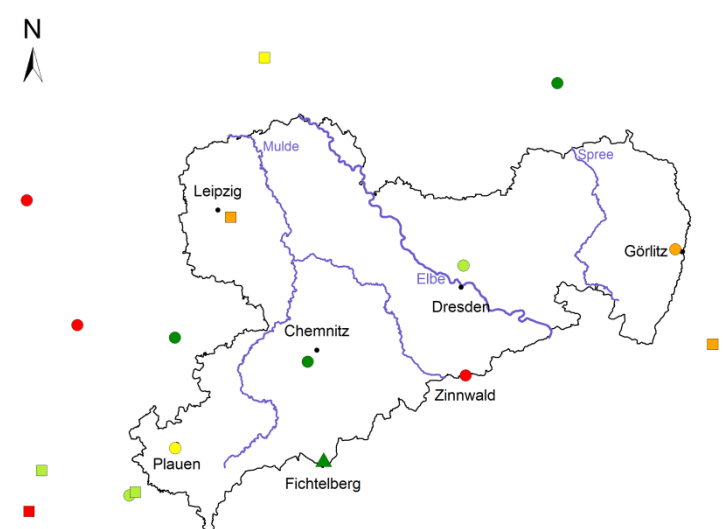 N
Mulde
Spree
Leipzig
Görlitz
Elbe
Dresden
Chemnitz
Zinnwald
Plauen
Fichtelberg